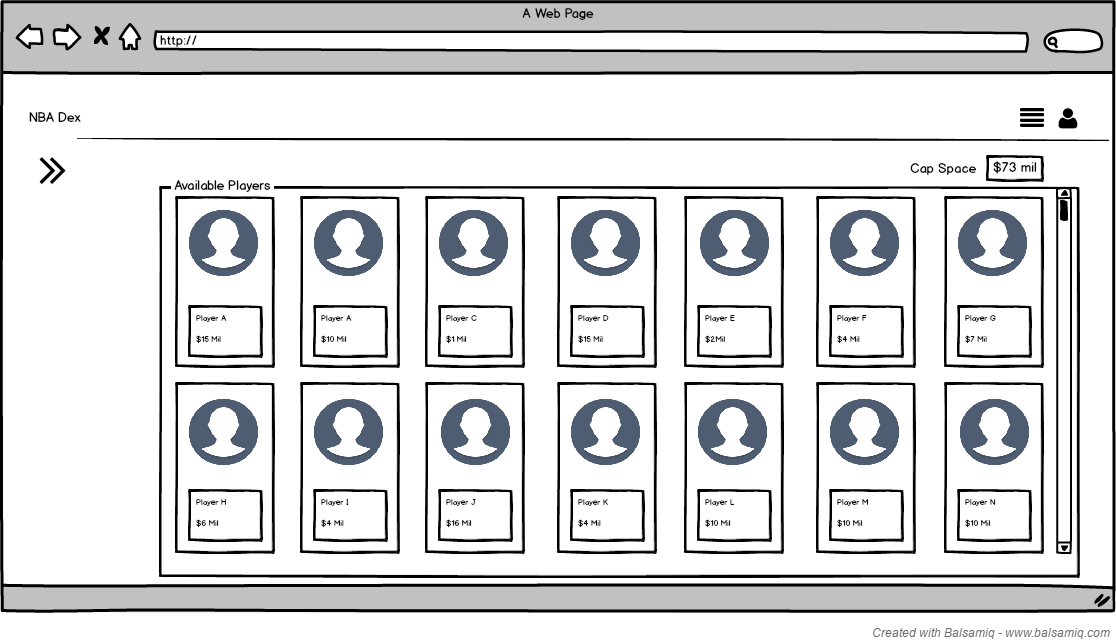 A Web Page
http://
NBA Dex
Cap Space $73 mil
Available Players
Player A Player A Player C Player D Player E Player F Player G
$15 Mil $10 Mil $1 Mil $15 Mil $2Mil $4 Mil $7 Mil
Player H Player I Player J Player K Player L Player M Player N
$6 Mil $4 Mil $16 Mil $4 Mil $10 Mil $10 Mil $10 Mil
Created with Balsamiq - www.balsamiq.com